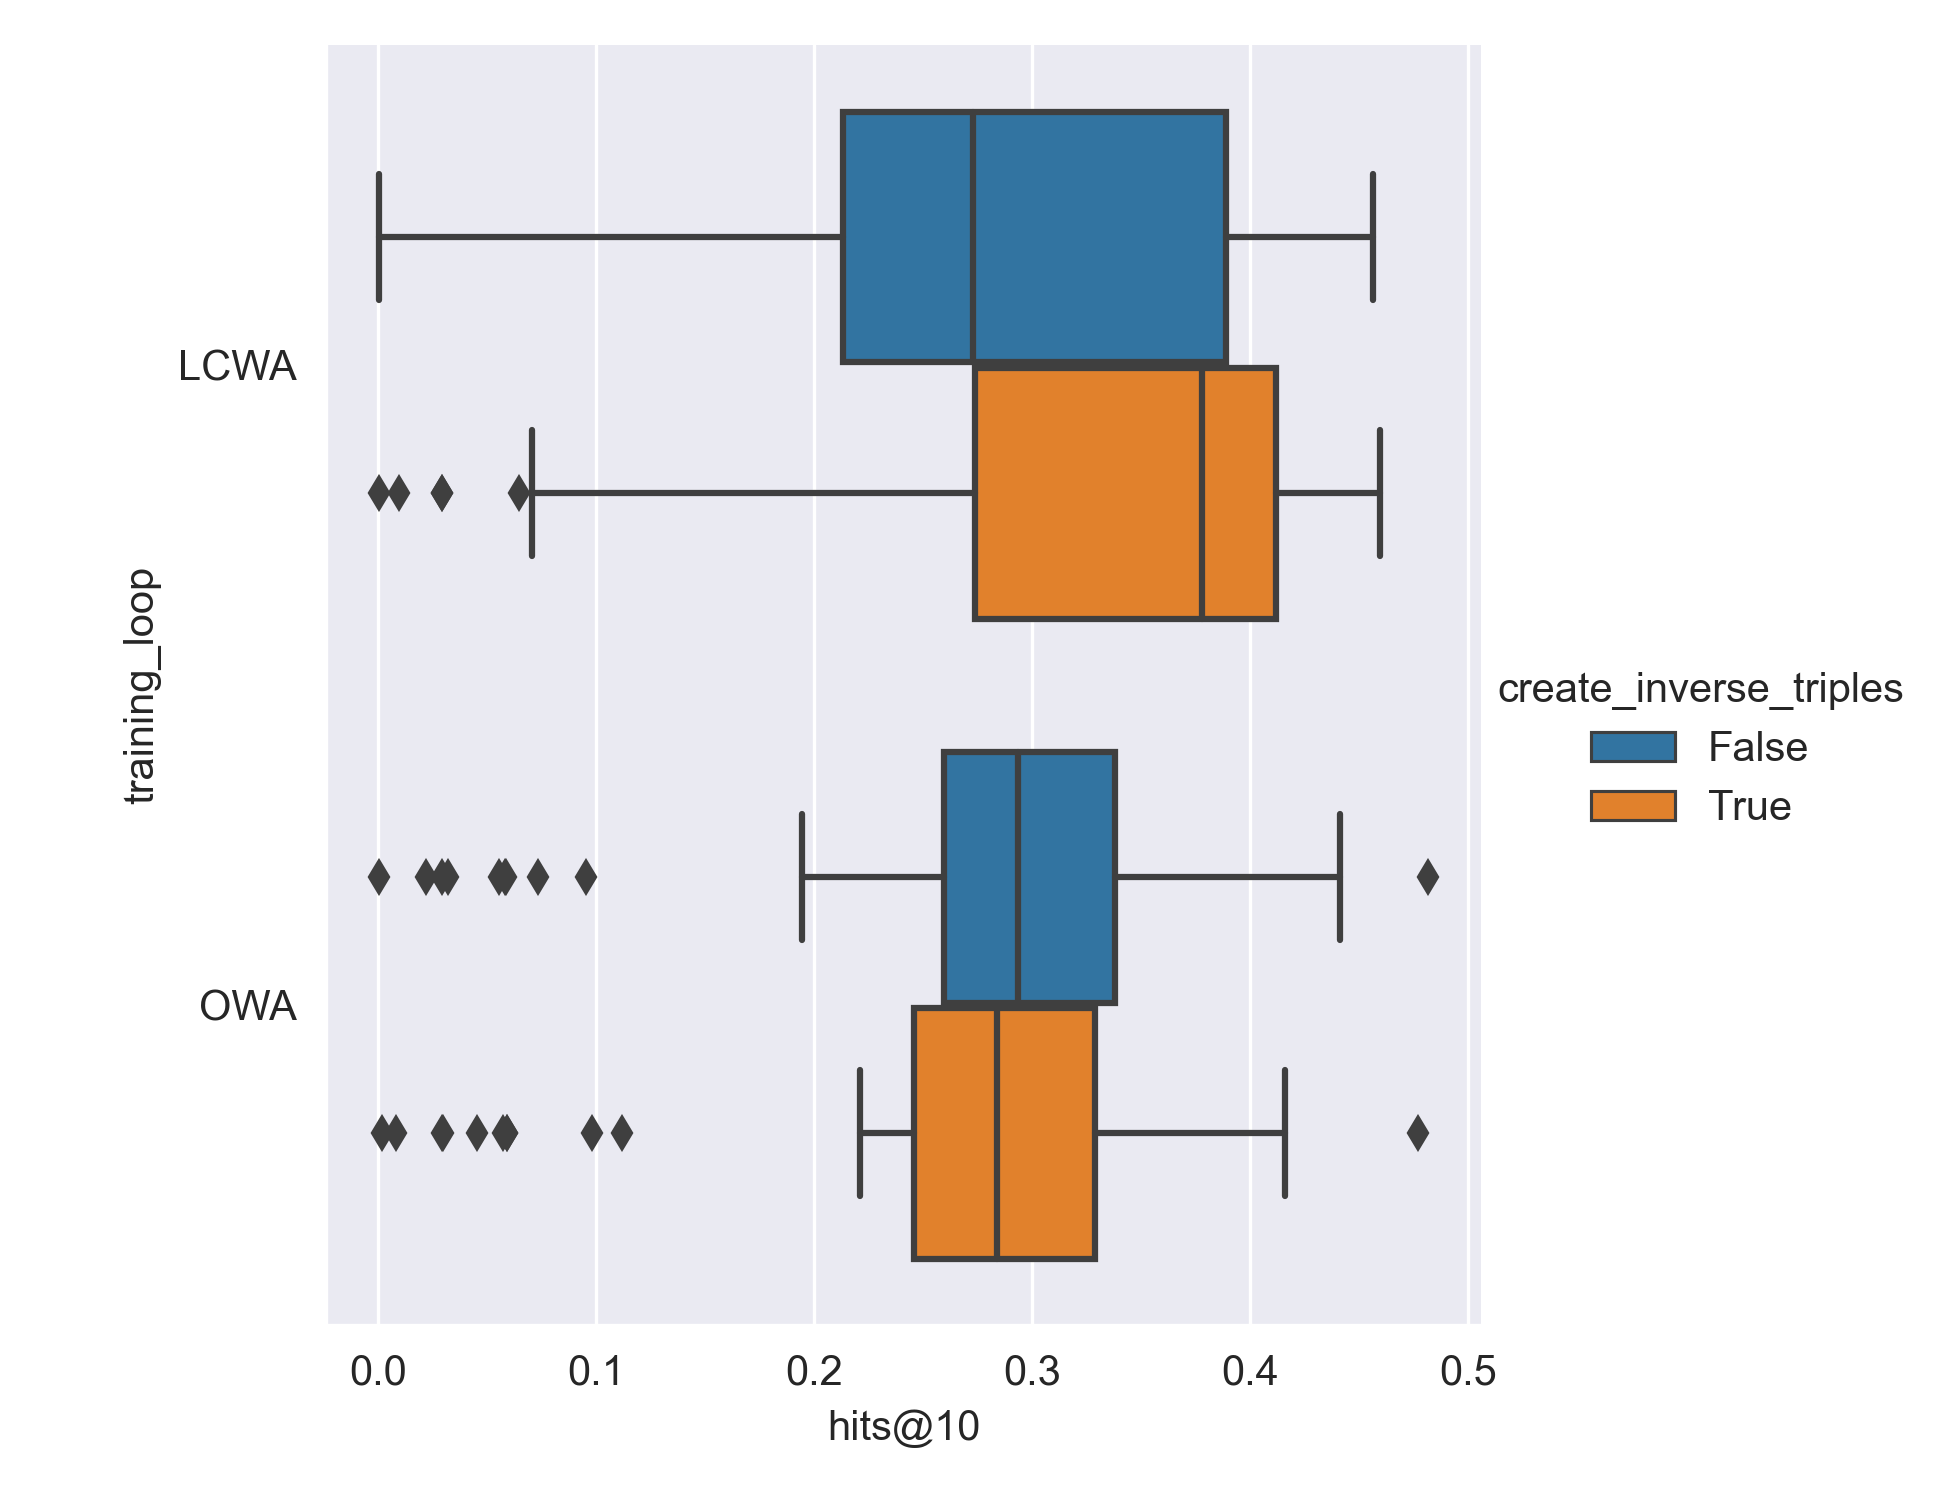 LCWA
OWA
training_loop
0.0 0.1 0.2 0.3 0.4 0.5
hits@10
create_inverse_triples
False
True